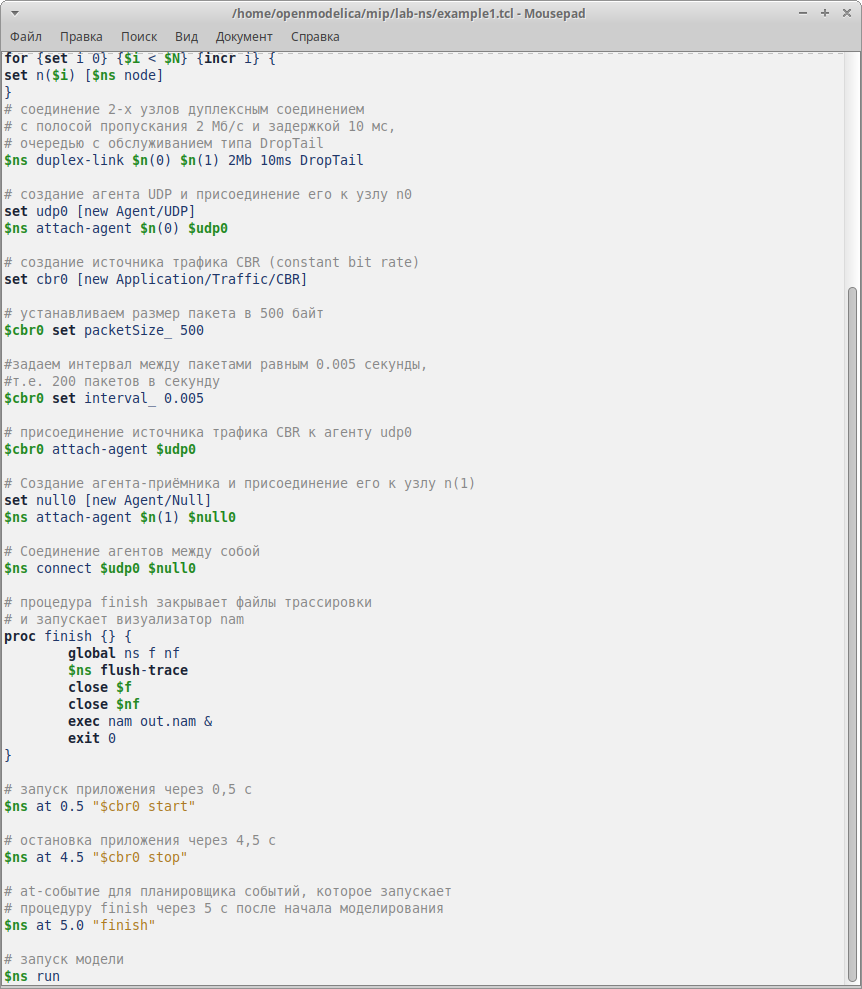 /home/openmodelica/mip/lab-ns/example1.tcl - Mousepad
Файл Правка Поиск Вид Документ Справка
for {set i 0} {$i < $N} {incr i} {
set n($i) [$ns node]
}
# соединение 2-х узлов дуплексным соединением
# с полосой пропускания 2 Мб/с и задержкой 10 мс,
# очередью с обслуживанием типа DropTail
$ns duplex-link $n(0) $n(1) 2Mb 10ms DropTail

# создание агента UDP и присоединение его к узлу n0
set udp0 [new Agent/UDP]
$ns attach-agent $n(0) $udp0

# создание источника трафика CBR (constant bit rate)
set cbr0 [new Application/Traffic/CBR]

# устанавливаем размер пакета в 500 байт
$cbr0 set packetSize_ 500

#задаем интервал между пакетами равным 0.005 секунды,
#т.е. 200 пакетов в секунду
$cbr0 set interval_ 0.005

# присоединение источника трафика CBR к агенту udp0
$cbr0 attach-agent $udp0

# Создание агента-приёмника и присоединение его к узлу n(1)
set null0 [new Agent/Null]
$ns attach-agent $n(1) $null0

# Соединение агентов между собой
$ns connect $udp0 $null0

# процедура finish закрывает файлы трассировки
# и запускает визуализатор nam
proc finish {} {
        global ns f nf
        $ns flush-trace
        close $f
        close $nf
        exec nam out.nam &
        exit 0
}

# запуск приложения через 0,5 с
$ns at 0.5 "$cbr0 start"

# остановка приложения через 4,5 с
$ns at 4.5 "$cbr0 stop"

# at-событие для планировщика событий, которое запускает
# процедуру finish через 5 с после начала моделирования
$ns at 5.0 "finish"

# запуск модели
$ns run